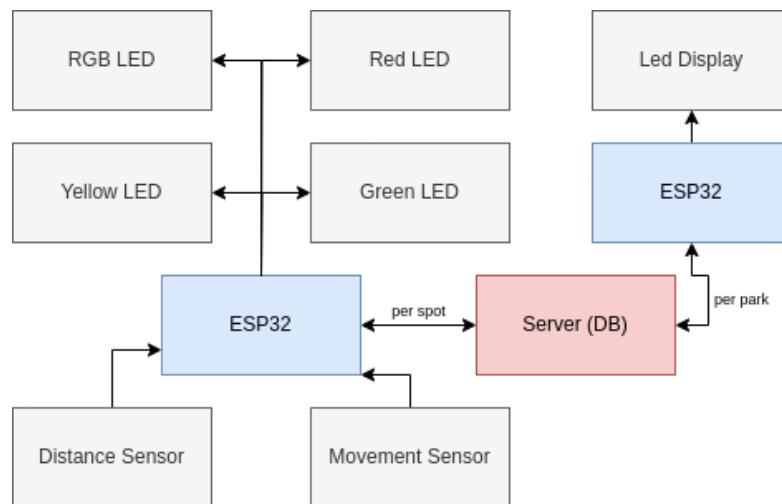 RGB LED
Red LED
Led Display
Yellow LED
Green LED
ESP32
ESP32
per spot
Server (DB)
per park
Distance Sensor
Movement Sensor